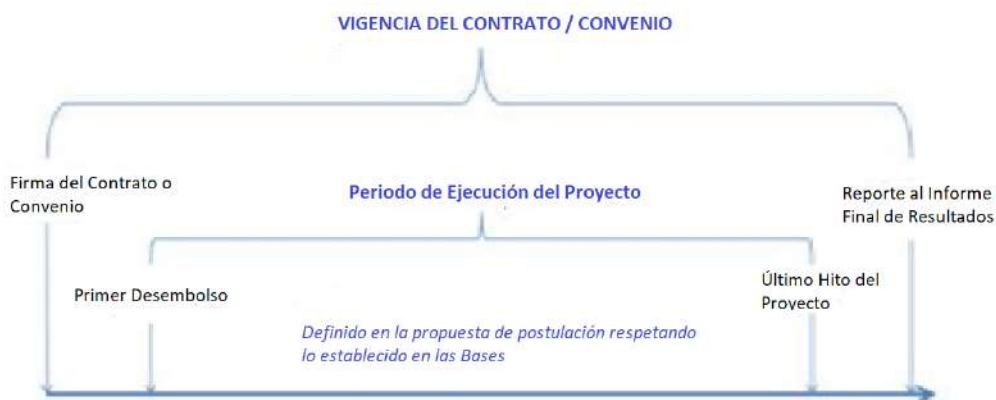 VIGENCIA DEL CONTRATO / CONVENIO
Firma del Contrato o
Convenio
Periodo de Ejecución del Proyecto
Reporte al Informe
Final de Resultados
Primer Desembolso
Último Hito del
Proyecto
Definido en la propuesta de postulación respetando
lo establecido en las Bases